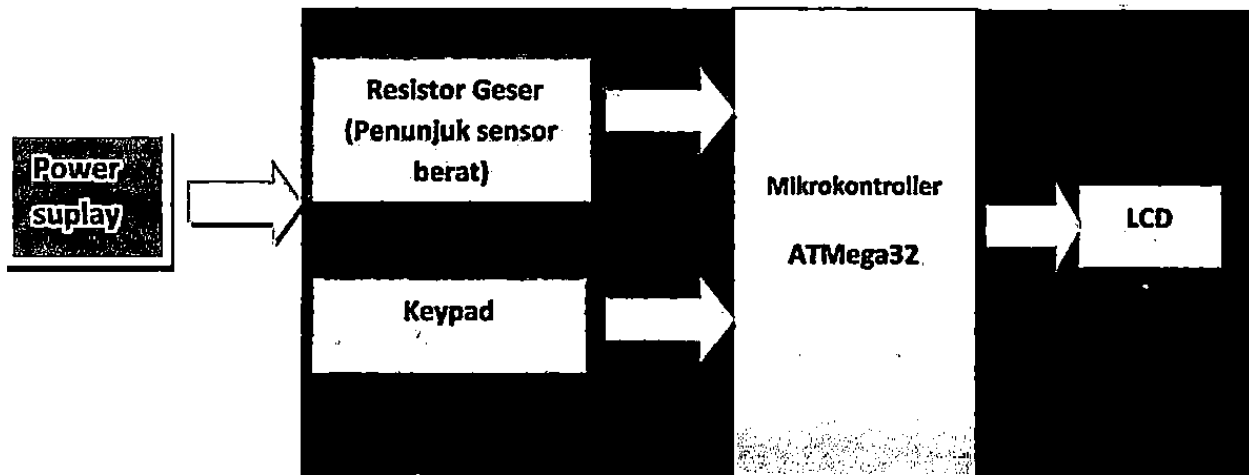 Power
suplay
Resistor Geser
(Penunjuk sensor
berat)
Keypad
Mikrokontroller
ATMega32
LCD